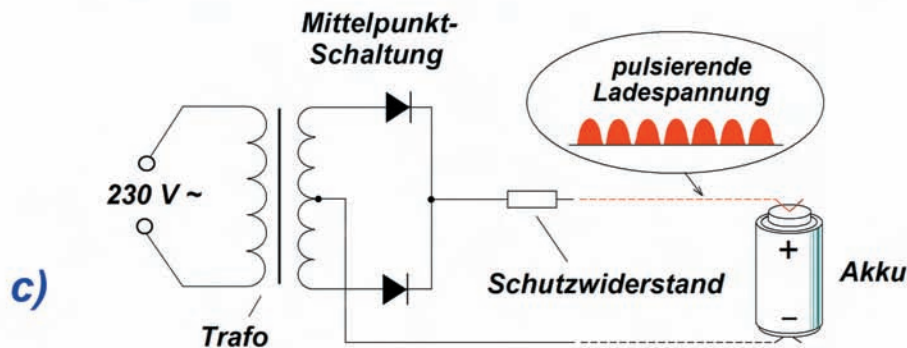 Mittelpunkt-
Schaltung
pulsierende
Ladespannung
230 V ~
+
Schutzwiderstand
Akku
–
c)
Trafo